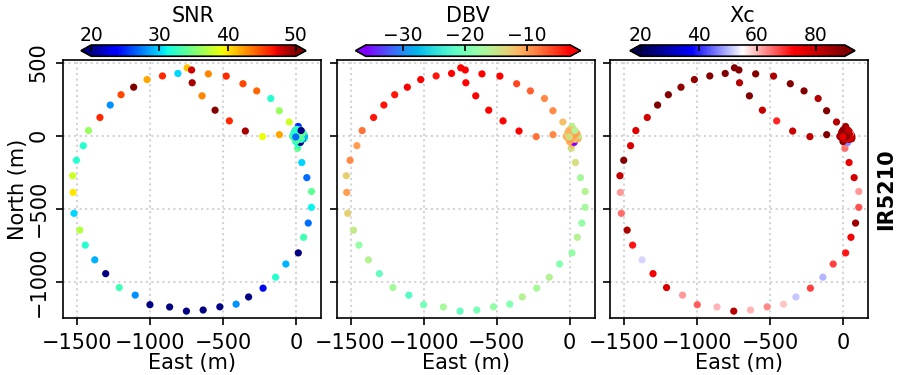 SNR DBV Xc
20 30 40 50 −30 −20 −10 20 40 60 80
500
0
−500
−1000
North (m)
−1500 −1000 −500 0 −1500 −1000 −500 0 −1500 −1000 −500 0
East (m) East (m) East (m)
IR5210